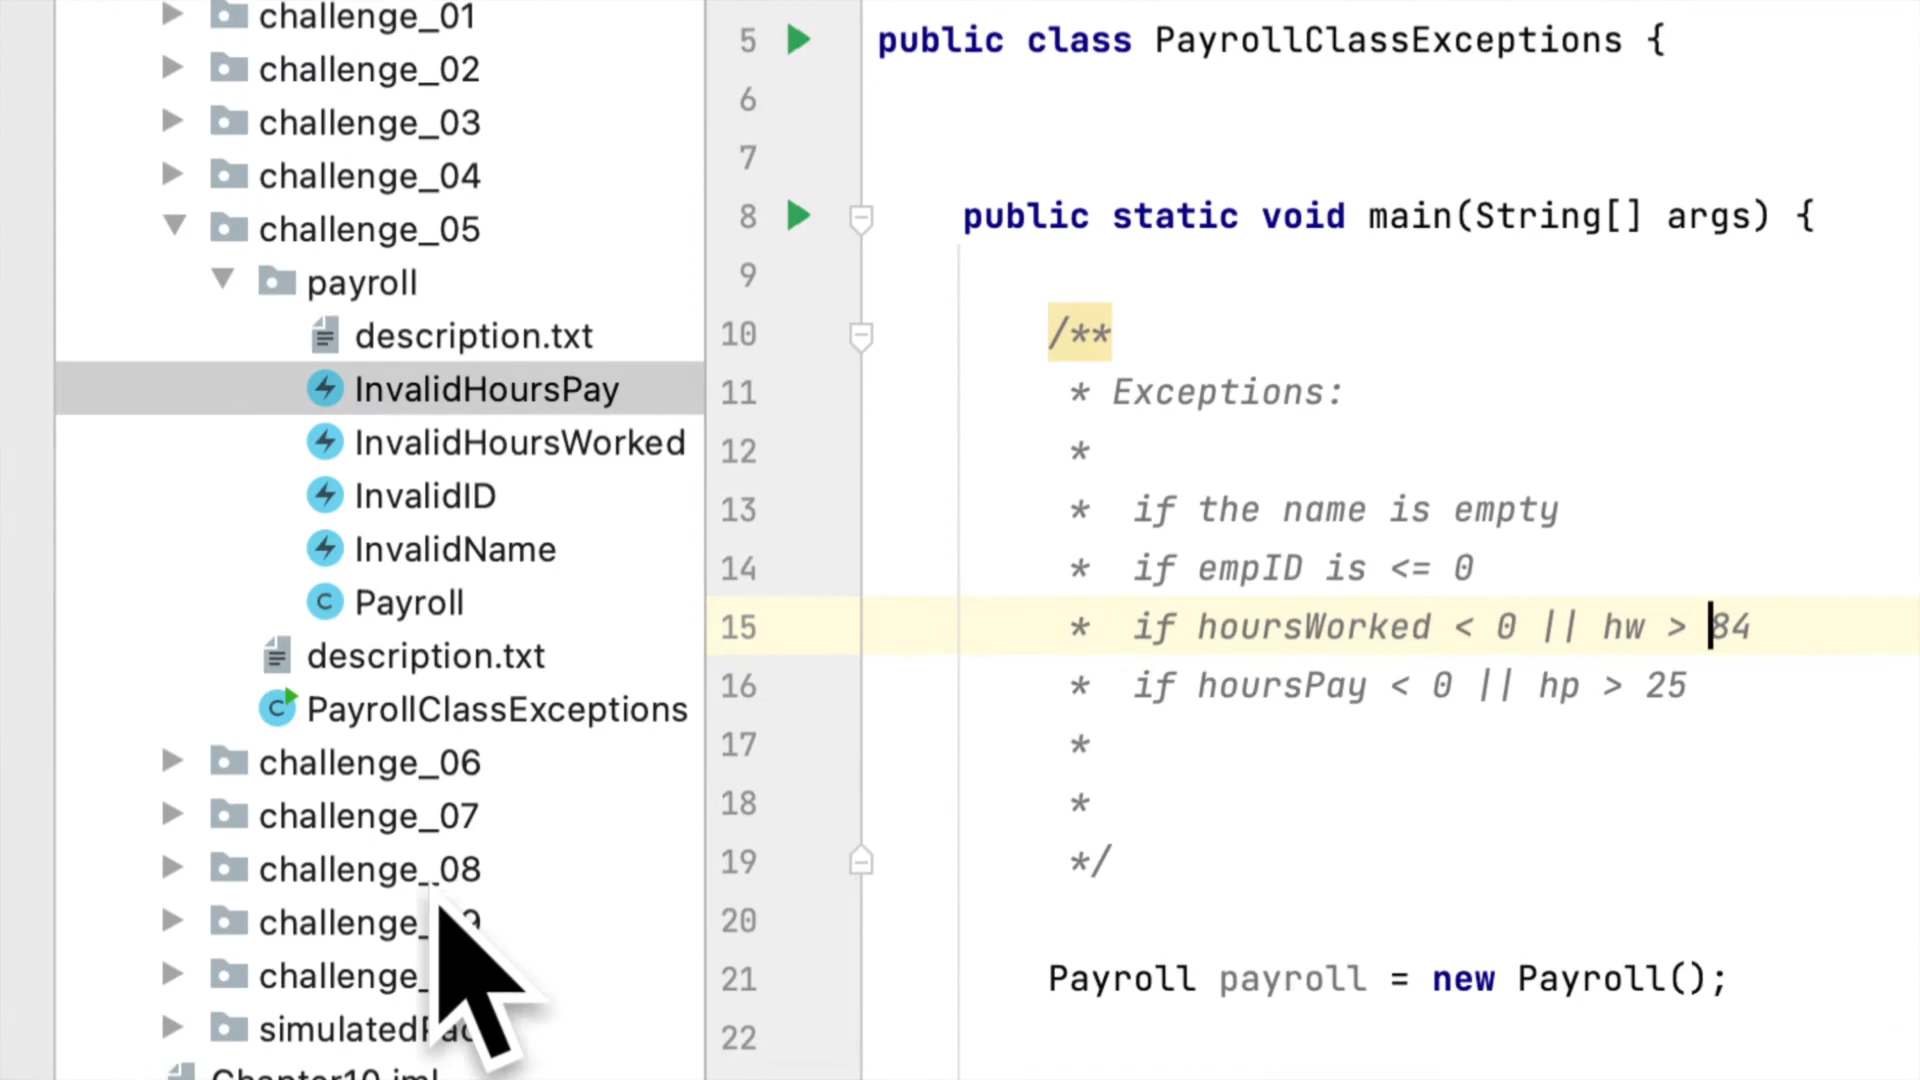 challenge_01
challenge_02
challenge_03
challenge_04
challenge_05
payroll
description.txt
InvalidHoursPay
InvalidHoursWorked
InvalidID
InvalidName
Payroll
description.txt
PayrollClassExceptions
challenge_06
challenge_07
challenge_08
5 public class PayrollClassExceptions {
6
7
8 public static void main(String[] args) {
9
10 /**
11 * Exceptions:
12 *
13 * if the name is empty
14 * if empID is <= 0
15 * if hoursWorked < 0 || hw > 84
16 * if hoursPay < 0 || hp > 25
17 *
18 *
19 */
20
21 Payroll payroll = new Payroll();
22